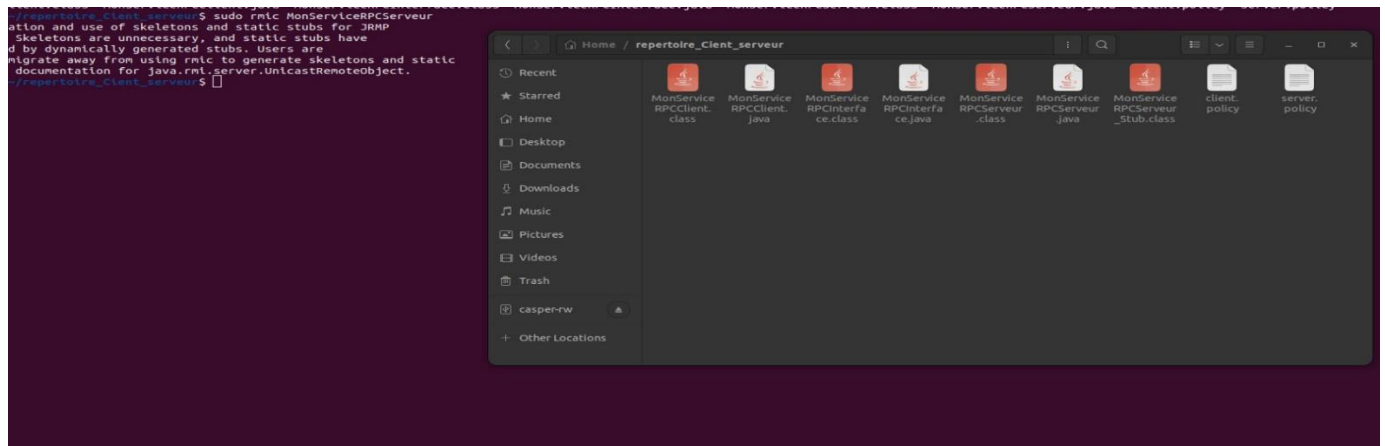 ~/repertoire_Cient_serveur$ sudo rmic MonServiceRPCServeur
ation and use of skeletons and static stubs for JRMP
Skeletons are unnecessary, and static stubs have
d by dynamically generated stubs. Users are
migrate away from using rmic to generate skeletons and static
documentation for java.rmi.server.UnicastRemoteObject.
~/repertoire_Cient_serveur$
Home / repertoire_Cient_serveur
Recent
Starred
Home
Desktop
Documents
Downloads
Music
Pictures
Videos
Trash
casper-rw
Other Locations
MonService
RPCClient.
class
MonService
RPCClient.
java
MonService
RPCInterfa
ce.class
MonService
RPCInterfa
ce.java
MonService
RPCServeur
.class
MonService
RPCServeur
.java
MonService
RPCServeur
_Stub.class
client.
policy
server.
policy